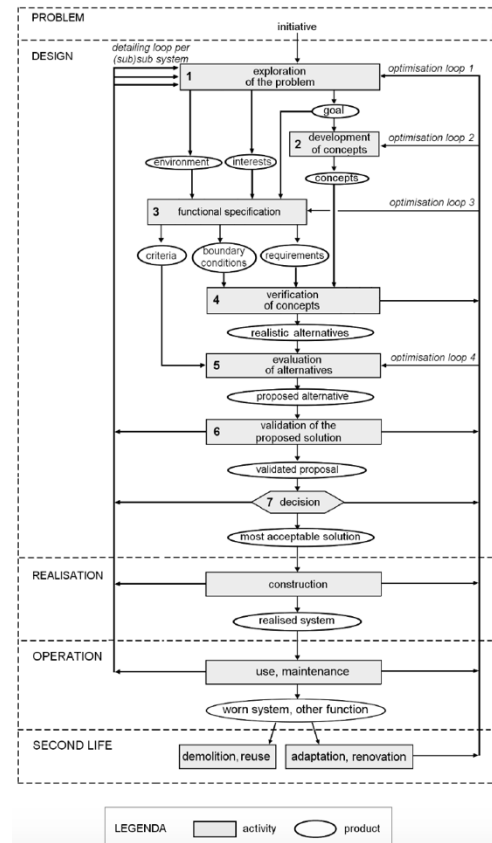 PROBLEM
initiative
DESIGN
detailing loop per
(sub)sub system
1 exploration
of the problem
optimisation loop 1
goal
2 development
of concepts
optimisation loop 2
environment
interests
concepts
3 functional specification
optimisation loop 3
criteria
boundary
conditions
requirements
4 verification
of concepts
realistic alternatives
5 evaluation
of alternatives
optimisation loop 4
proposed alternative
6 validation of the
proposed solution
validated proposal
7 decision
most acceptable solution
REALISATION
construction
realised system
OPERATION
use, maintenance
worn system, other function
SECOND LIFE
demolition, reuse
adaptation, renovation
LEGENDA
activity
product